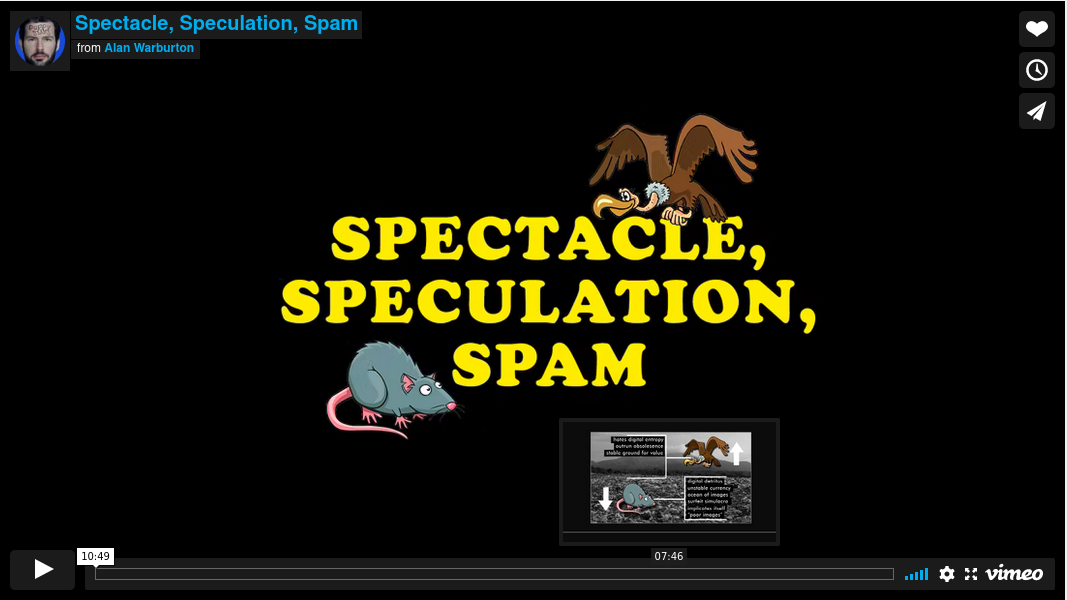 Spectacle, Speculation, Spam
from Alan Warburton
SPECTACLE,
SPECULATION,
SPAM
hates digital entropy
outrun obsolesence
stable ground for value
digital detritus
unstable currency
ocean of images
surfeit simulacra
implicates itself
"poor images"
10:49
07:46
vimeo